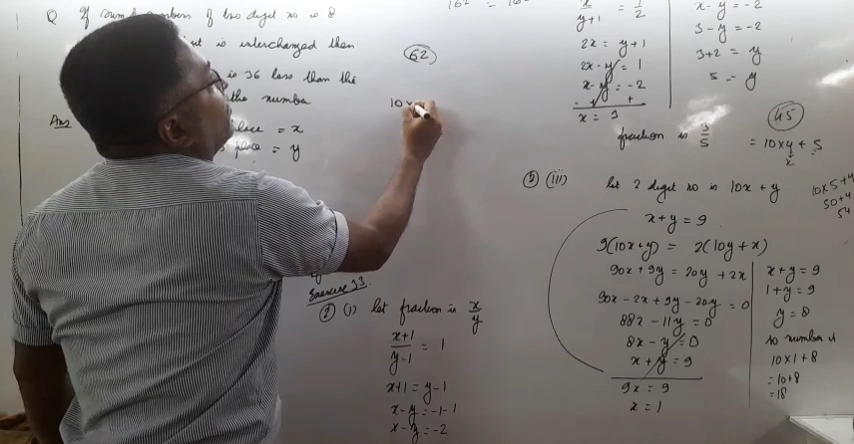 Q If sum numbers of two digit no is 8
is interchanged then
is 36 less than the
the number
Ans
place = x
place = y
62
10x
Exercise 3.3
2 (i) let fraction is x/y
x+1/y-1 = 1
x+1 = y-1
x-y = -1-1
x-y = -2
x/y+1 = 1/2
2x = y+1
2x-y = 1
x-y = -2
x = 3
fraction is 3/5
x-y = -2
3-y = -2
3+2 = y
5 = y
45
= 10×4 + 5
x
10×5+4
50+4
54
2 (iii) let 2 digit no is 10x + y
x+y = 9
9(10x+y) = 2(10y+x)
90x + 9y = 20y + 2x
90x - 2x + 9y - 20y = 0
88x - 11y = 0
8x - y = 0
x + y = 9
9x = 9
x = 1
x+y = 9
1+y = 9
y = 8
so number is
10×1+8
= 10+8
= 18